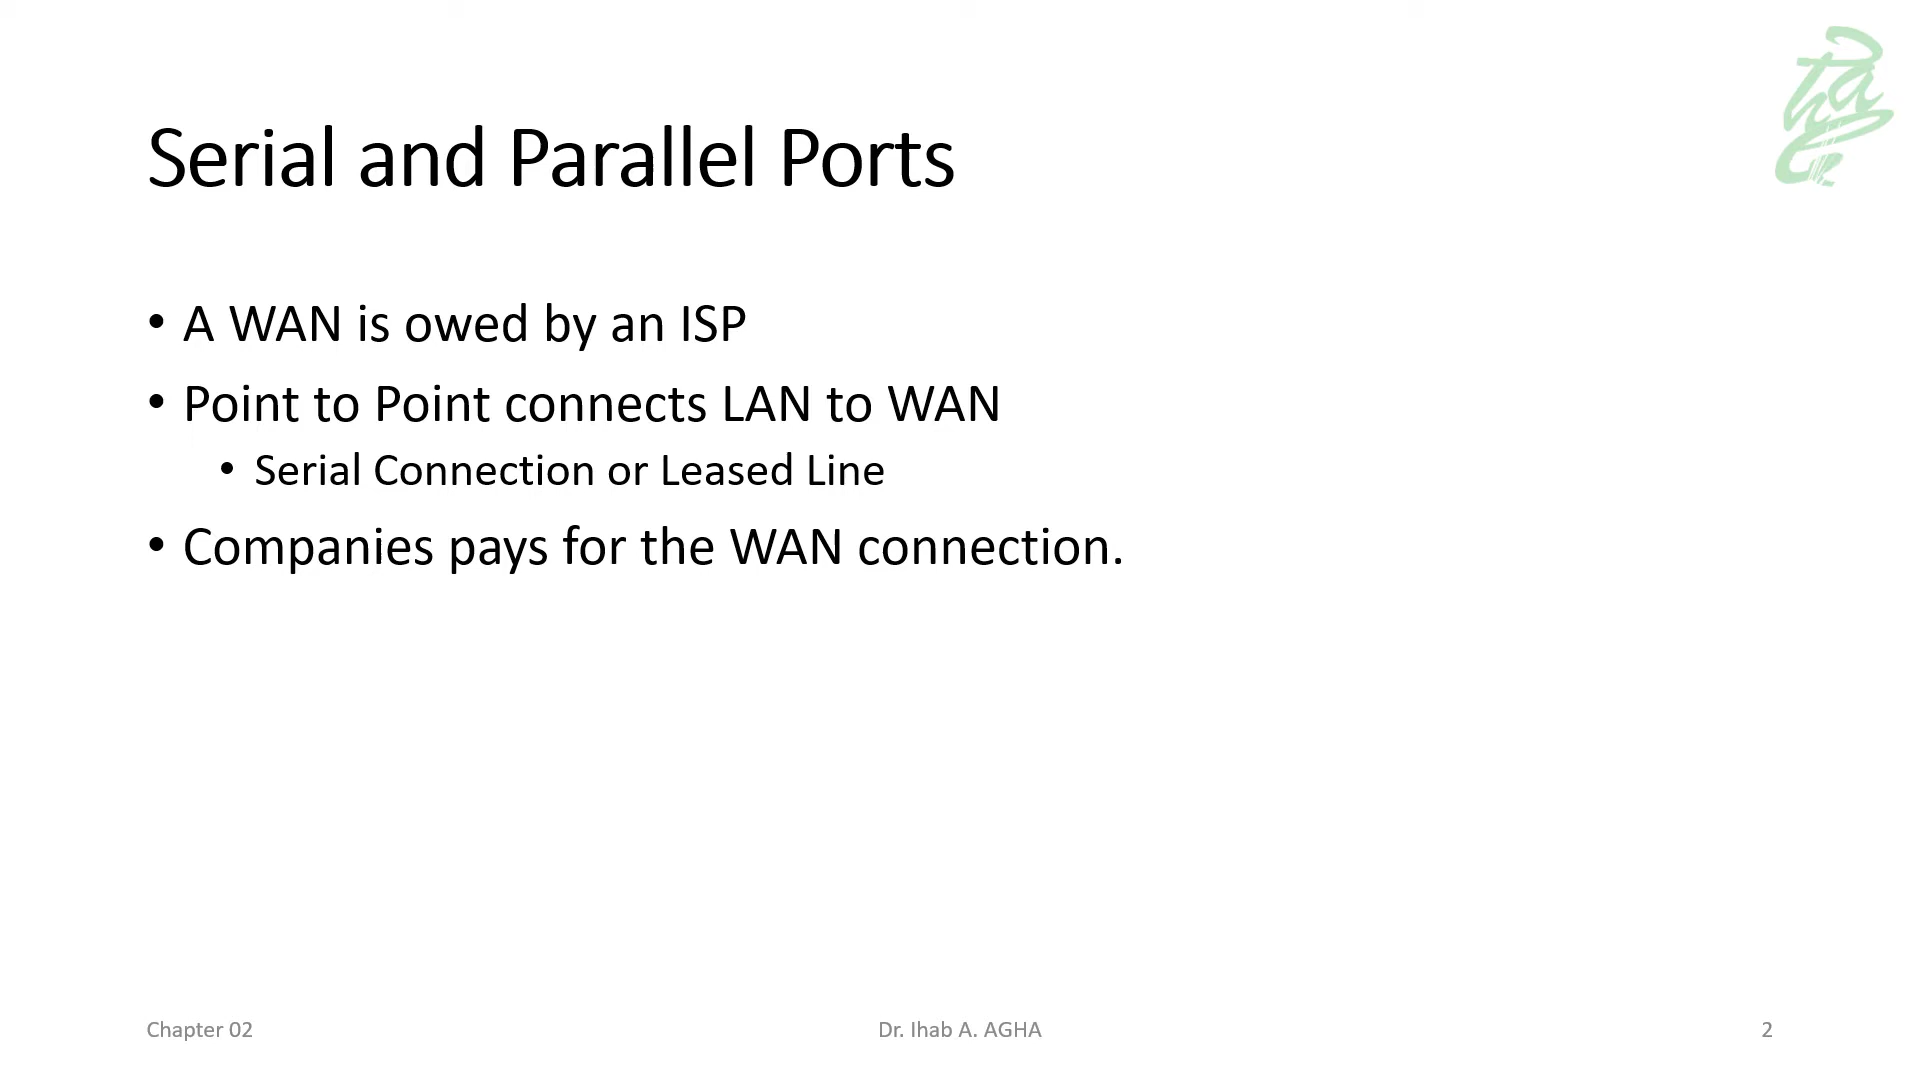 Serial and Parallel Ports
• A WAN is owed by an ISP
• Point to Point connects LAN to WAN
• Serial Connection or Leased Line
• Companies pays for the WAN connection.
Chapter 02
Dr. Ihab A. AGHA
2